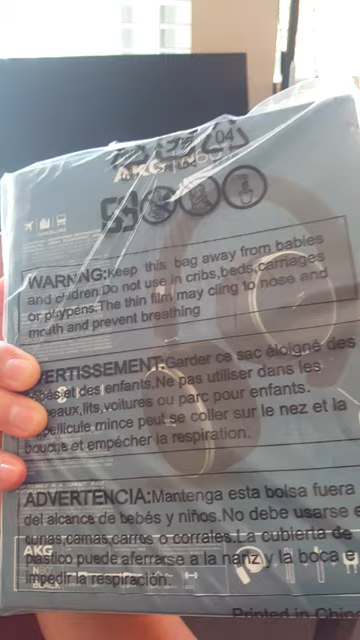 04
AKG
WARNING:Keep this bag away from babies
and children.Do not use in cribs,beds,carriages
or playpens.The thin film may cling to nose and
mouth and prevent breathing
AVERTISSEMENT:Garder ce sac éloigné des
bébés et des enfants.Ne pas utiliser dans les
berceaux,lits,voitures ou parc pour enfants.
La pellicule mince peut se coller sur le nez et la
bouche et empécher la respiration.
ADVERTENCIA:Mantenga esta bolsa fuera
del alcance de bebés y niños.No debe usarse e
cunas,camas,carros o corrales.La cubierta de
plástico puede aferrarse a la nariz y la boca e
impedir la respiración.
AKG
BLACK
Printed in China